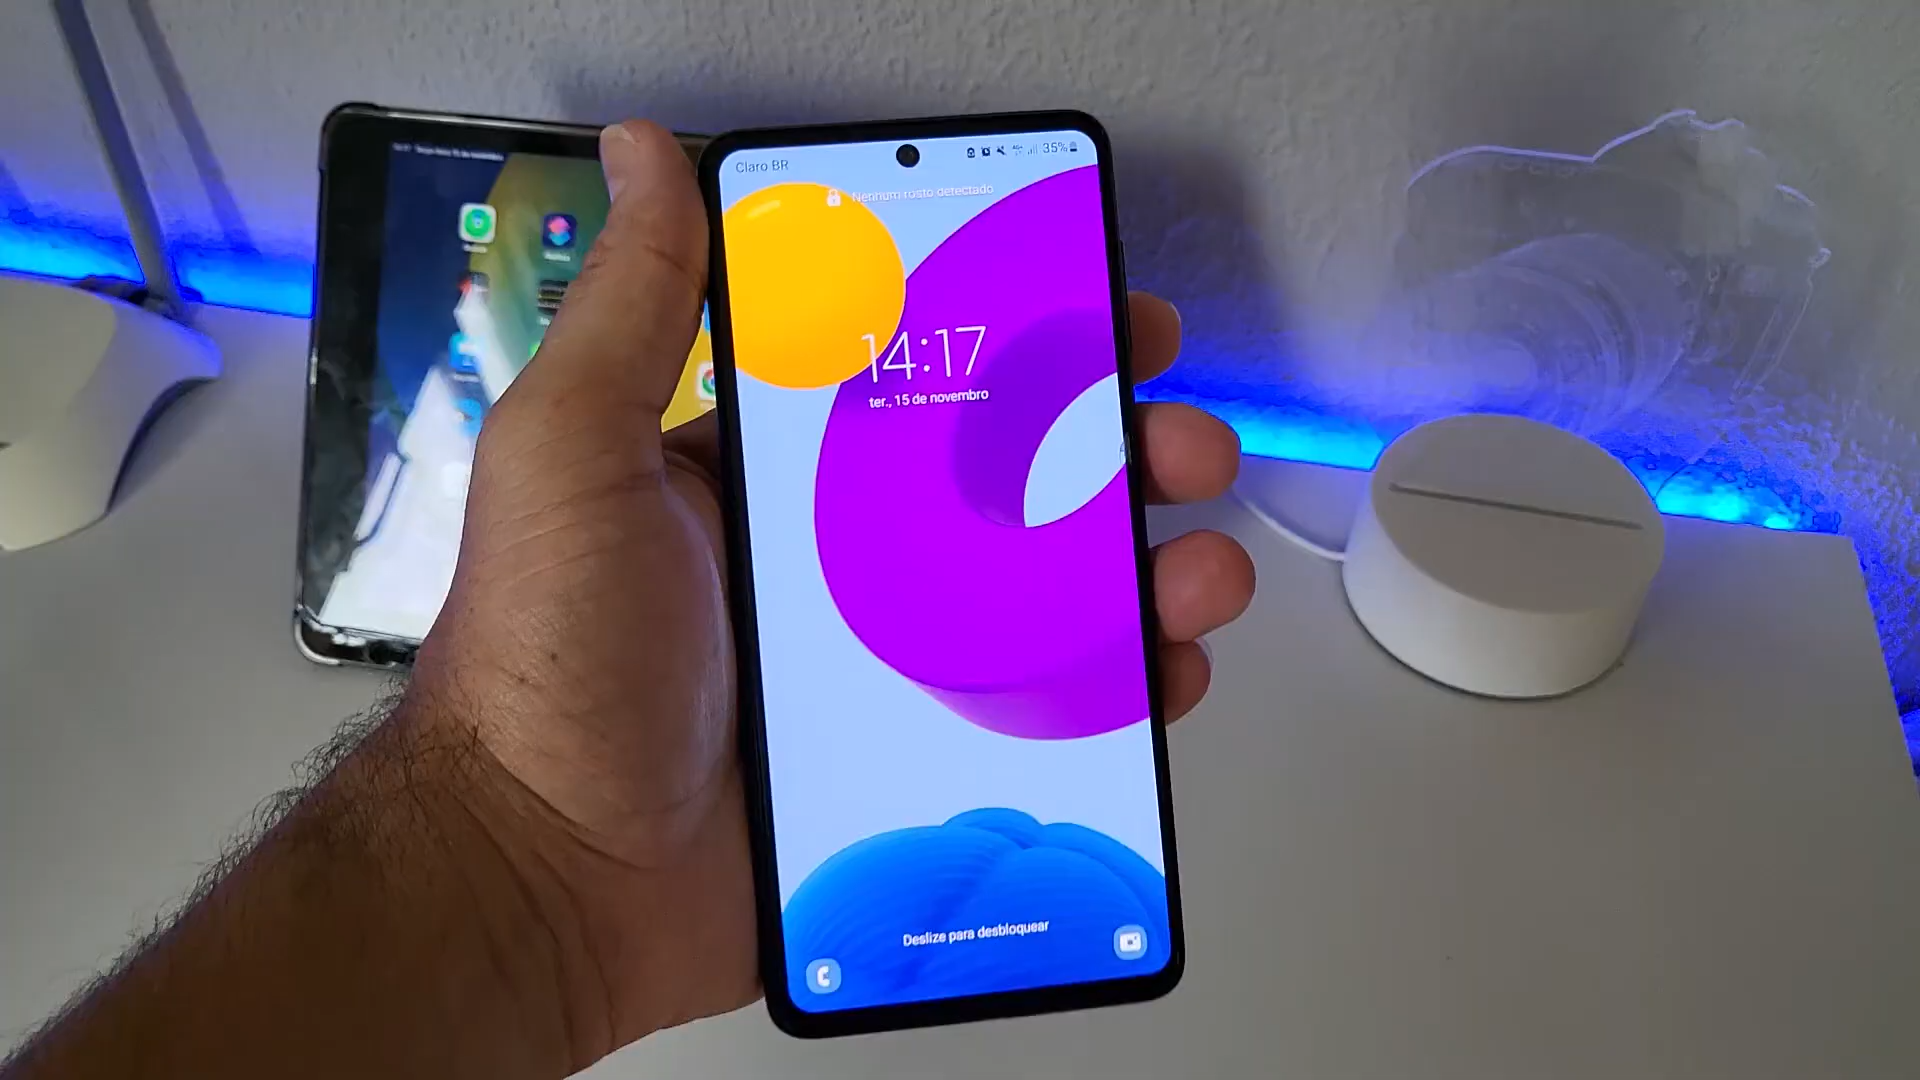 Claro BR
35%
Nenhum rosto detectado
14:17
ter., 15 de novembro
Deslize para desbloquear